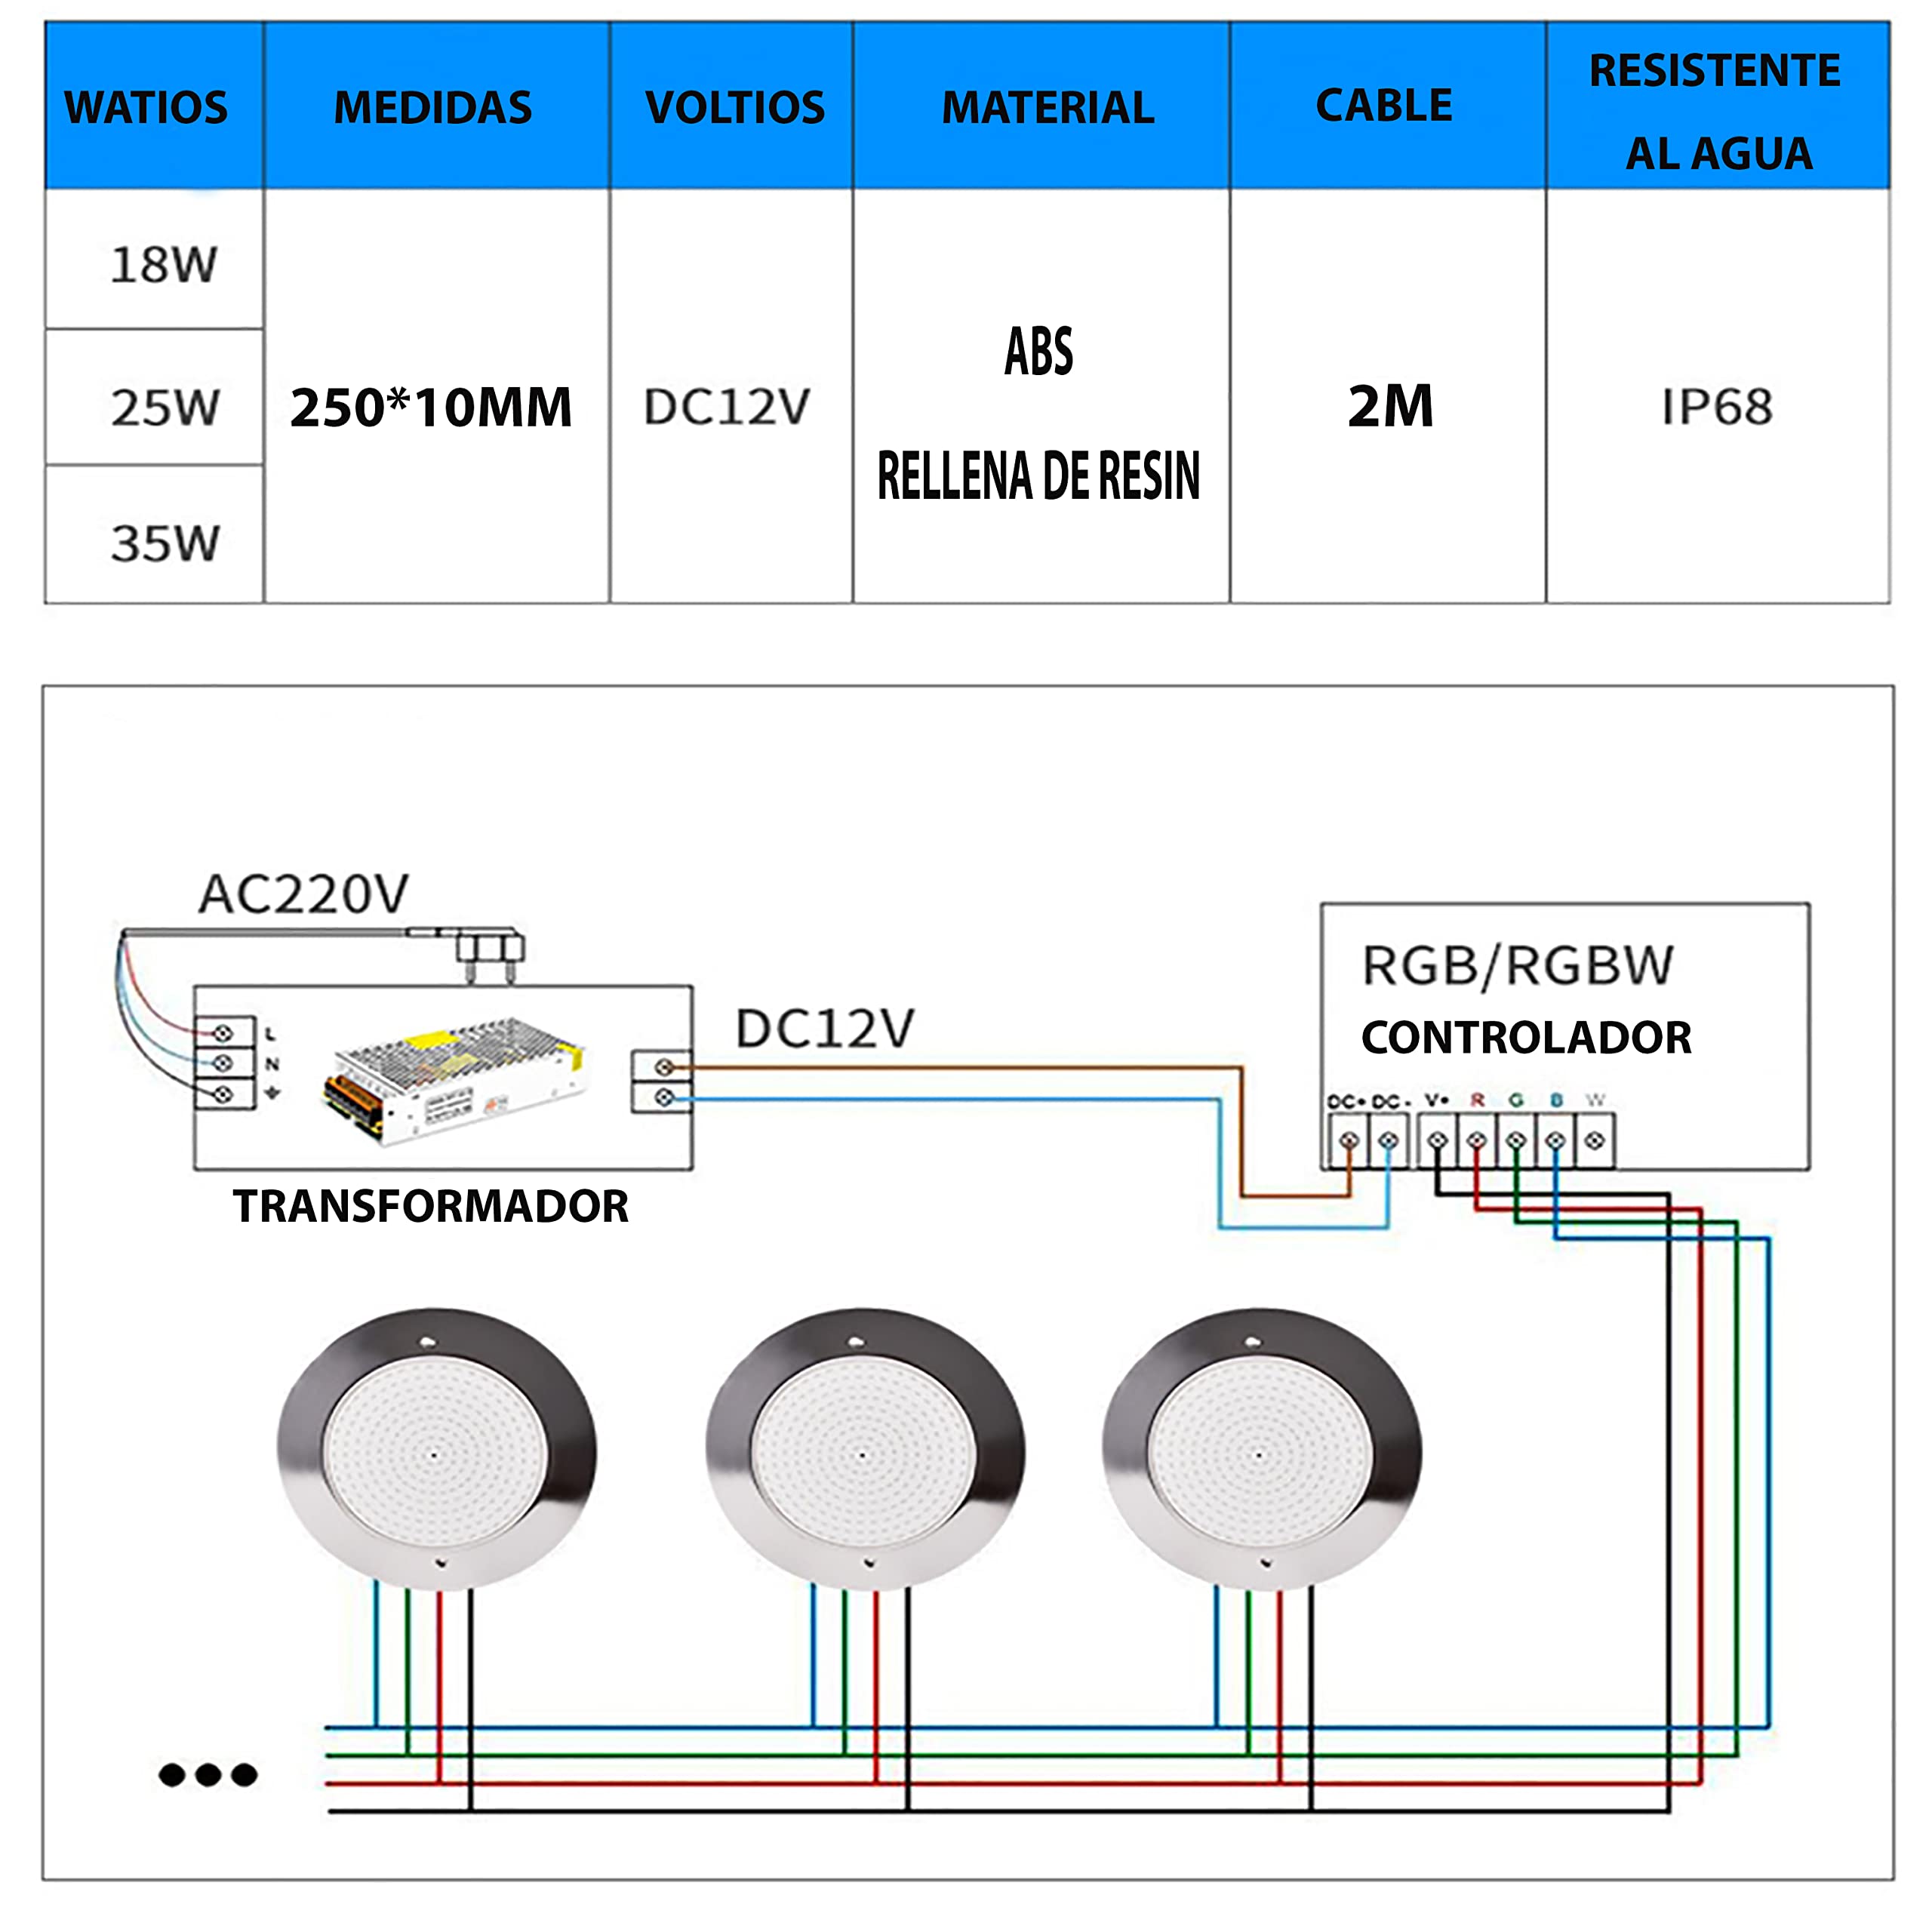 WATIOS
MEDIDAS
VOLTIOS
MATERIAL
CABLE
RESISTENTE
AL AGUA
18W
25W
35W
250*10MM
DC12V
ABS
RELLENA DE RESIN
2M
IP68
AC220V
L
N
DC12V
TRANSFORMADOR
RGB/RGBW
CONTROLADOR
DC+ DC- V+ R G B W